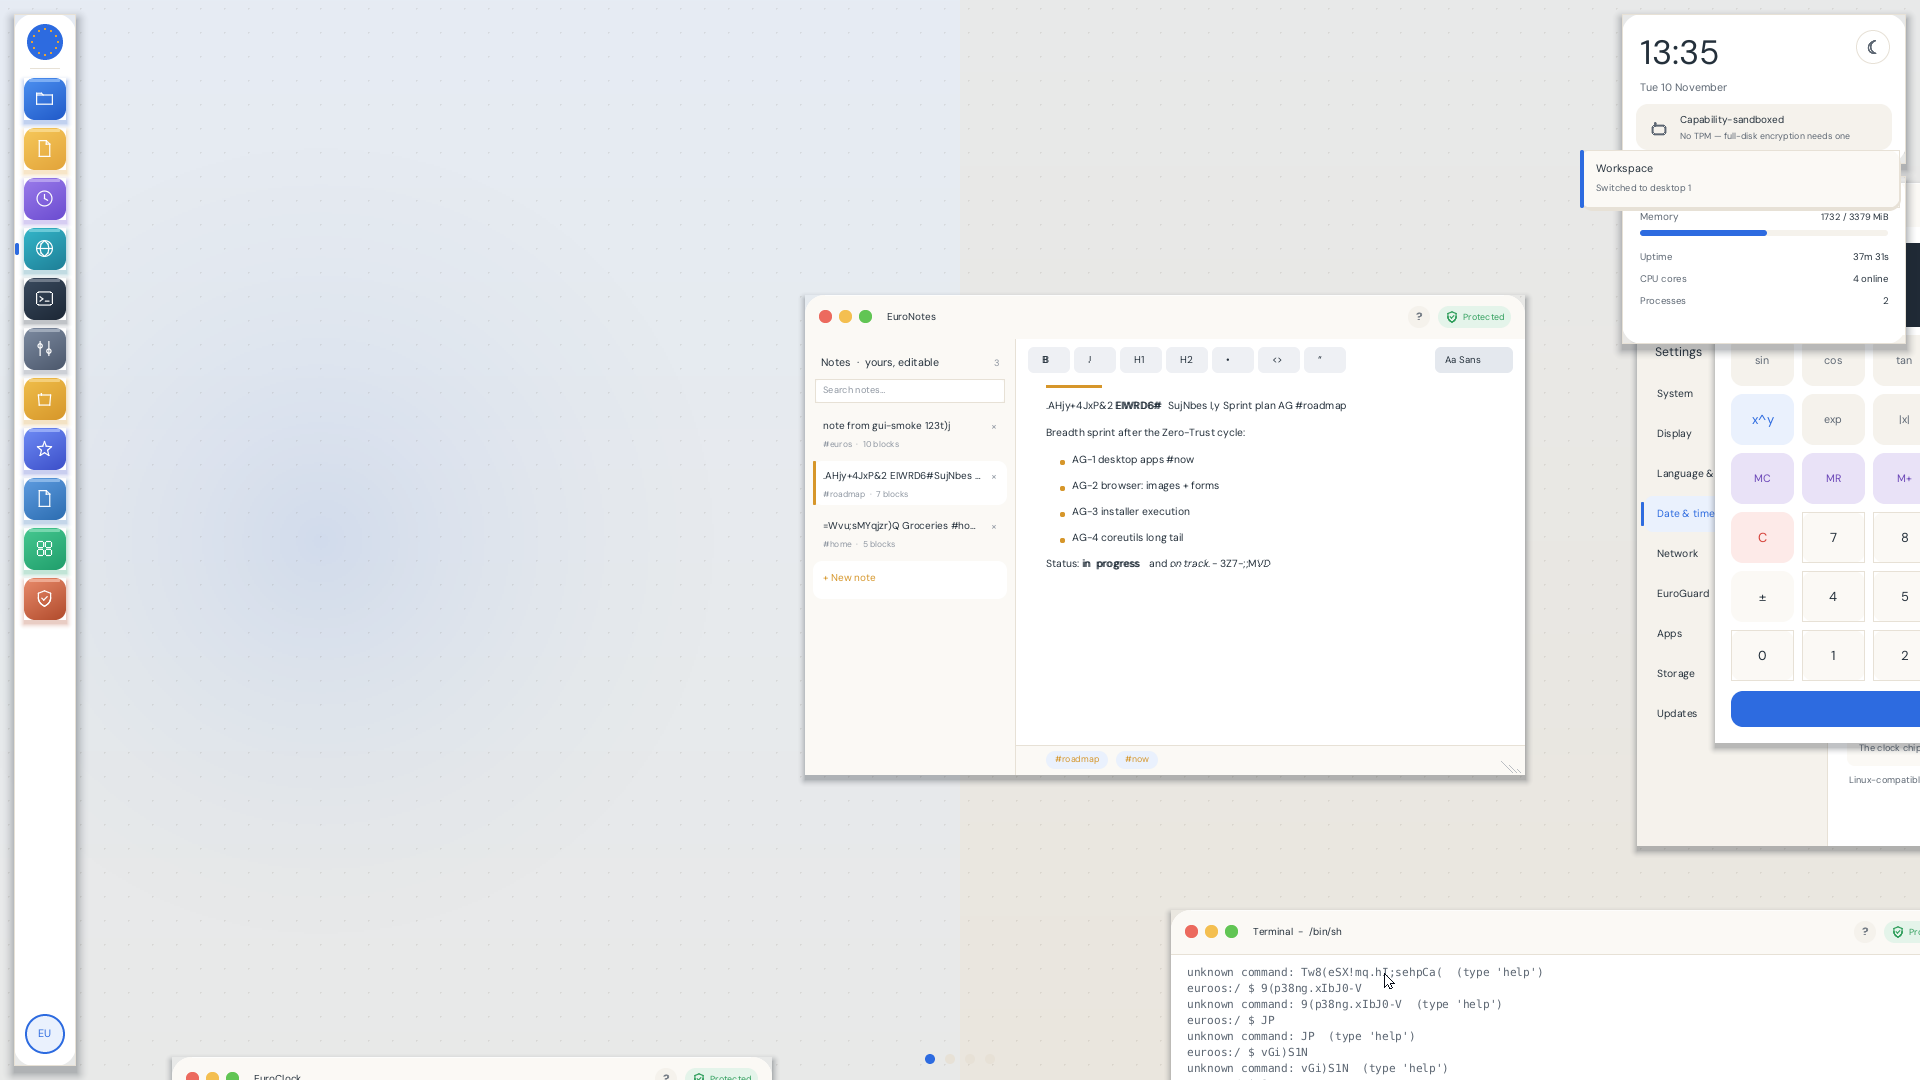 13:35
Tue 10 November
Capability-sandboxed
No TPM — full-disk encryption needs one
Workspace
Switched to desktop 1
Memory 1732 / 3379 MiB
Uptime 37m 31s
CPU cores 4 online
Processes 2
EuroNotes ? Protected
Notes · yours, editable 3
Search notes...
note from gui-smoke 123t)j ×
#euros · 10 blocks
.AHjy+4JxP&2 EIWRD6#SujNbes ... ×
#roadmap · 7 blocks
=Wvu;sMYqjzr)Q Groceries #ho... ×
#home · 5 blocks
+ New note
B I H1 H2 • <> " Aa Sans
.AHjy+4JxP&2 EIWRD6# SujNbes l,y Sprint plan AG #roadmap
Breadth sprint after the Zero-Trust cycle:
AG-1 desktop apps #now
AG-2 browser: images + forms
AG-3 installer execution
AG-4 coreutils long tail
Status: in progress and on track. - 3Z7-;;MVD
#roadmap #now
Settings
System
Display
Language &
Date & time
Network
EuroGuard
Apps
Storage
Updates
sin cos tan
x^y exp |x|
MC MR M+
C 7 8
± 4 5
0 1 2
The clock chip
Linux-compatibl
Terminal - /bin/sh ? Pro
unknown command: Tw8(eSX!mq.hI;sehpCa( (type 'help')
euroos:/ $ 9(p38ng.xIbJ0-V
unknown command: 9(p38ng.xIbJ0-V (type 'help')
euroos:/ $ JP
unknown command: JP (type 'help')
euroos:/ $ vGi)S1N
unknown command: vGi)S1N (type 'help')
EuroClock ? Protected
EU